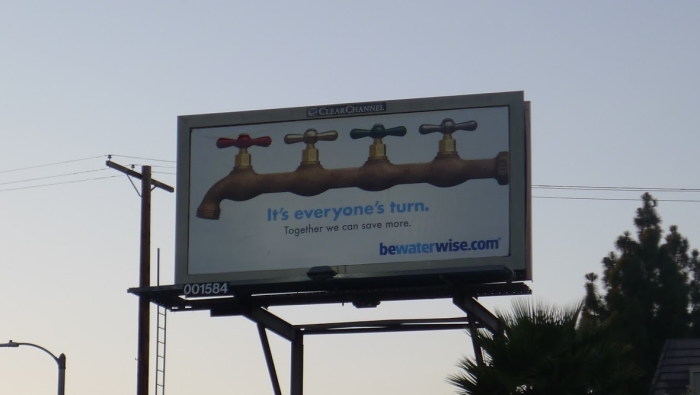 CLEARCHANNEL
It's everyone's turn.
Together we can save more.
bewaterwise.com®
001584